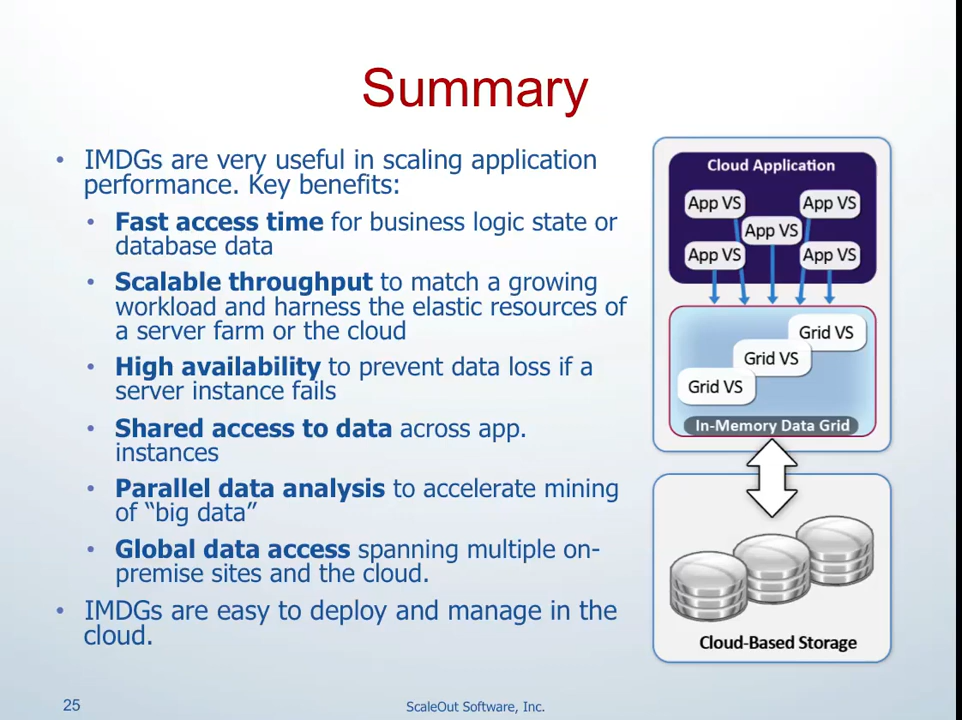 Summary
• IMDGs are very useful in scaling application
performance. Key benefits:
• Fast access time for business logic state or
database data
• Scalable throughput to match a growing
workload and harness the elastic resources of
a server farm or the cloud
• High availability to prevent data loss if a
server instance fails
• Shared access to data across app.
instances
• Parallel data analysis to accelerate mining
of “big data”
• Global data access spanning multiple on-
premise sites and the cloud.
• IMDGs are easy to deploy and manage in the
cloud.
Cloud Application
App VS
App VS
App VS
App VS
App VS
Grid VS
Grid VS
Grid VS
In-Memory Data Grid
Cloud-Based Storage
25
ScaleOut Software, Inc.